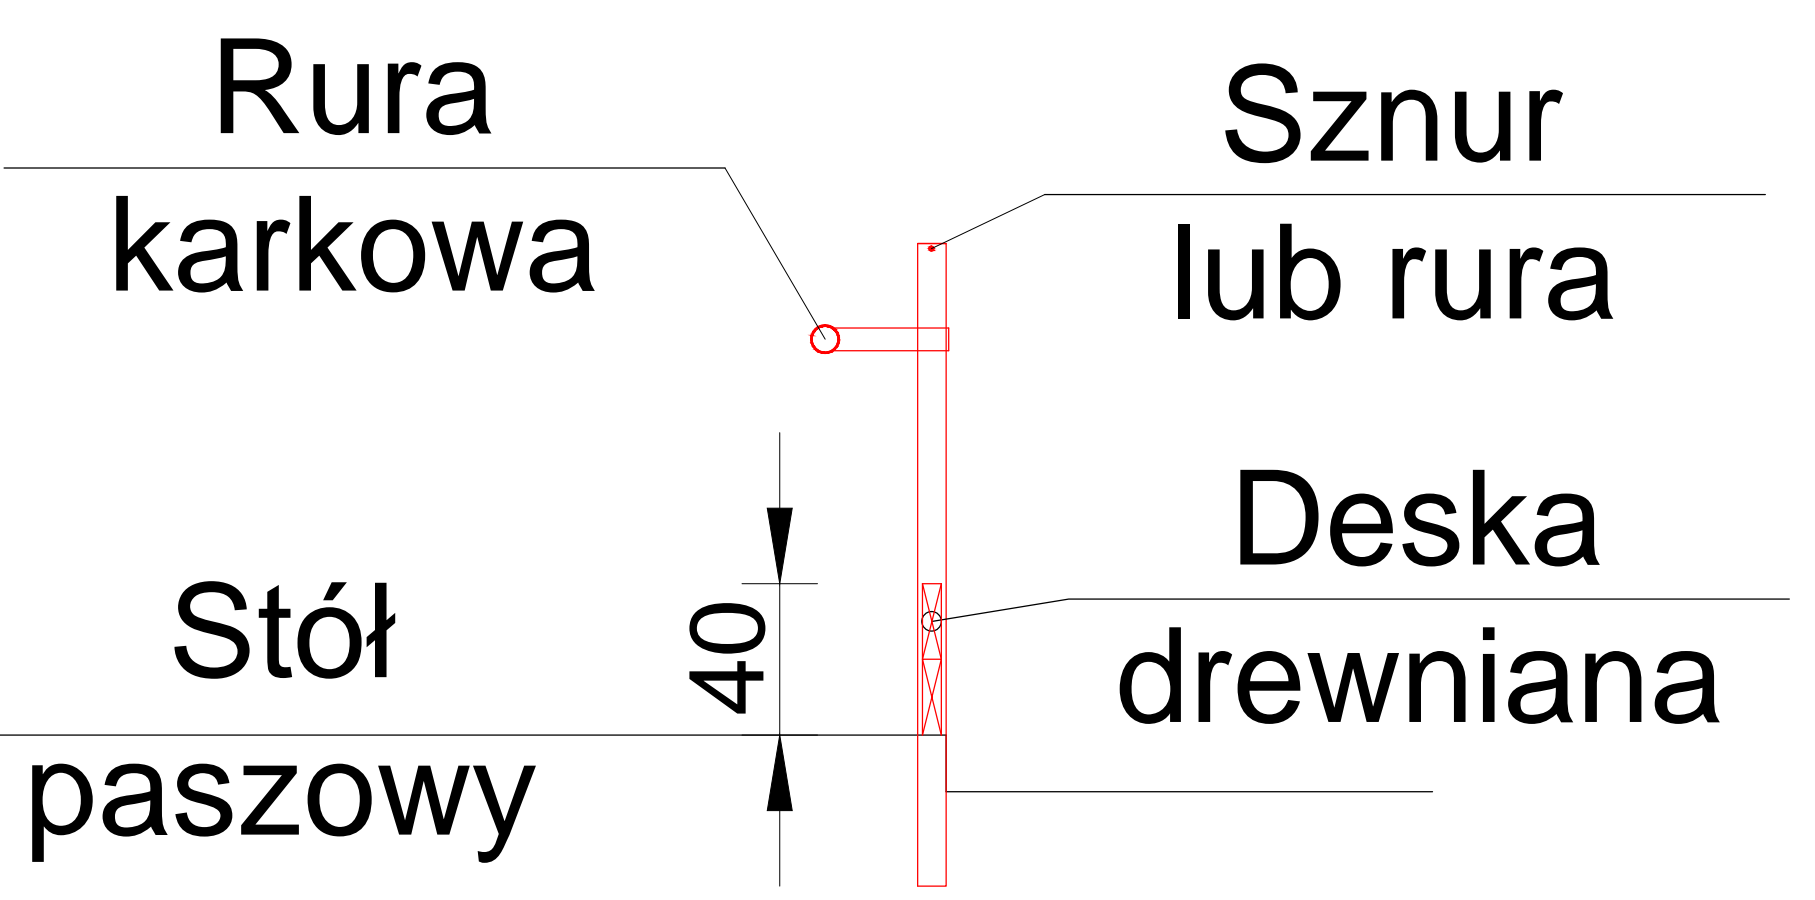 Rura
karkowa
Sznur
lub rura
Deska
drewniana
Stół
paszowy
40